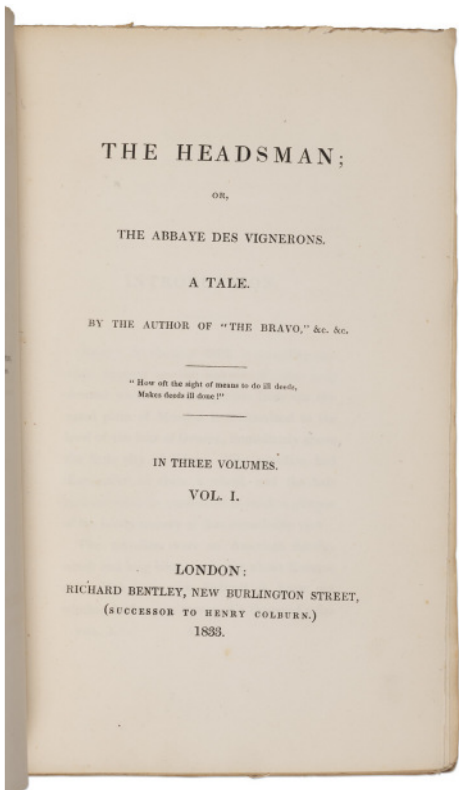 THE HEADSMAN;
OR,
THE ABBAYE DES VIGNERONS.
A TALE.
BY THE AUTHOR OF "THE BRAVO," &c. &c.
"How oft the sight of means to do ill deeds,
Makes deeds ill done!"
IN THREE VOLUMES.
VOL. I.
LONDON:
RICHARD BENTLEY, NEW BURLINGTON STREET,
(SUCCESSOR TO HENRY COLBURN.)
1833.